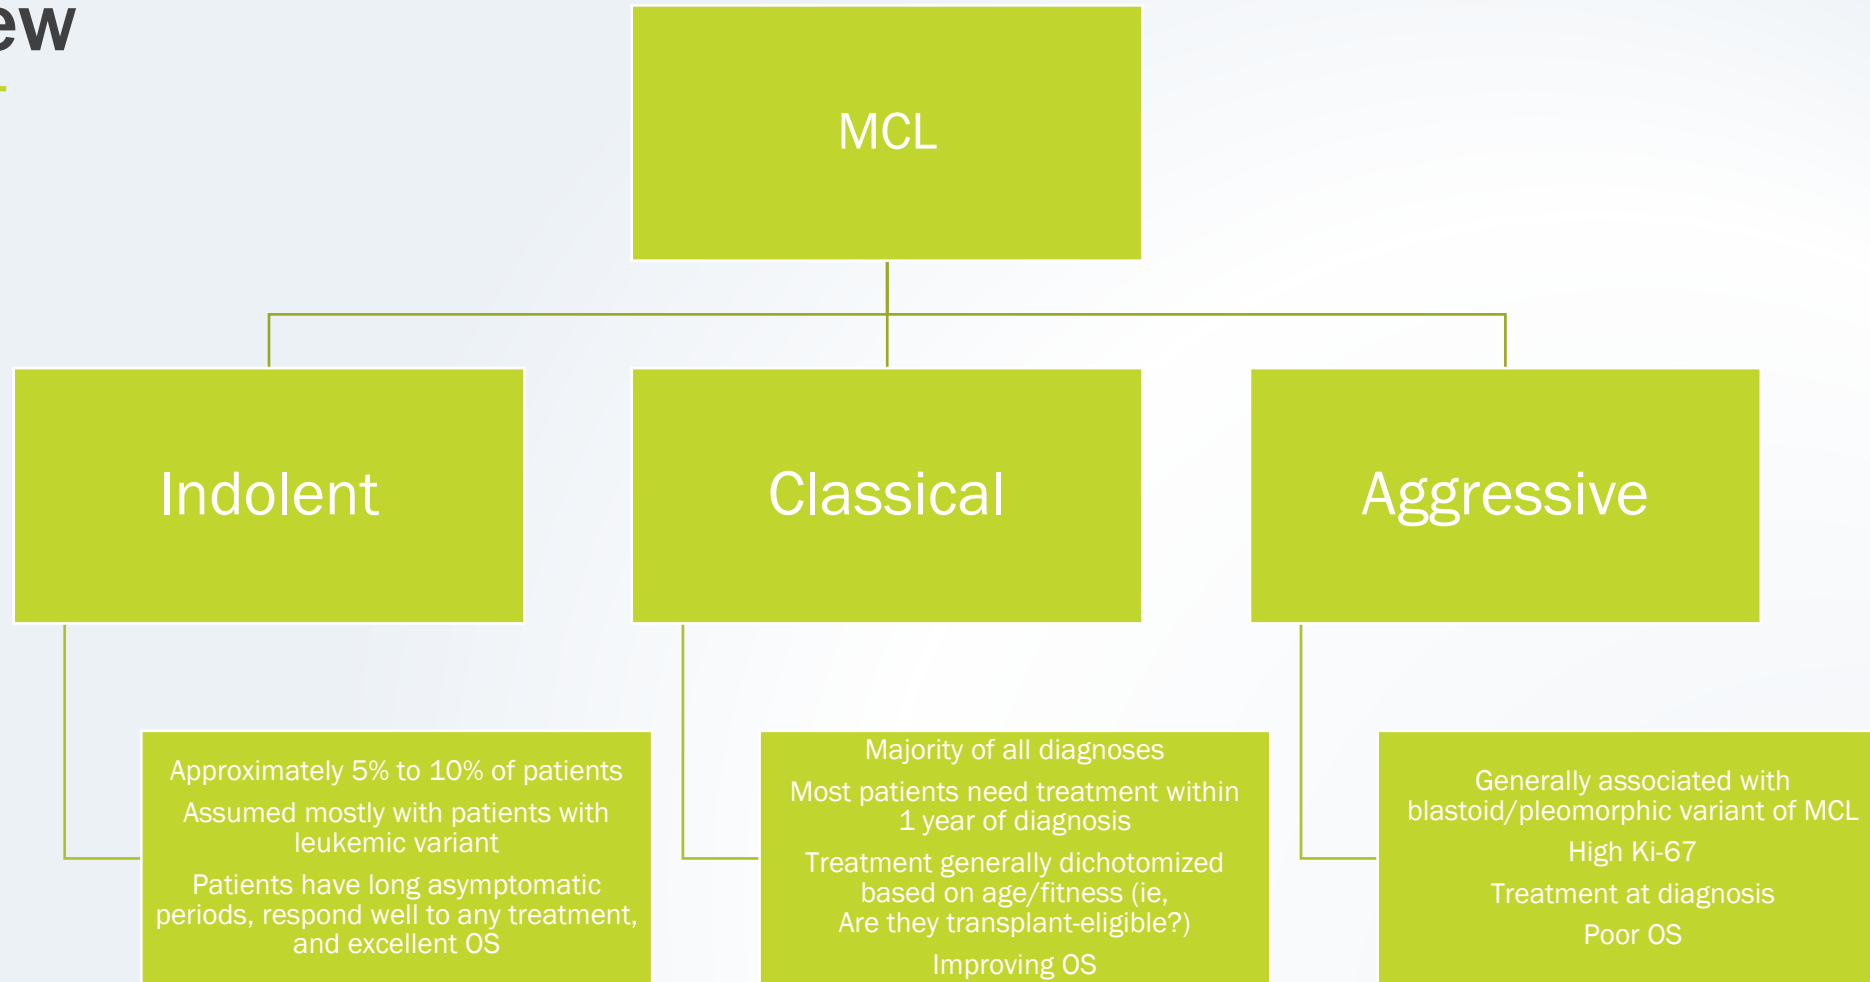 ew
MCL
Indolent
Classical
Aggressive
Approximately 5% to 10% of patients
Assumed mostly with patients with
leukemic variant
Patients have long asymptomatic
periods, respond well to any treatment,
and excellent OS
Majority of all diagnoses
Most patients need treatment within
1 year of diagnosis
Treatment generally dichotomized
based on age/fitness (ie,
Are they transplant-eligible?)
Improving OS
Generally associated with
blastoid/pleomorphic variant of MCL
High Ki-67
Treatment at diagnosis
Poor OS